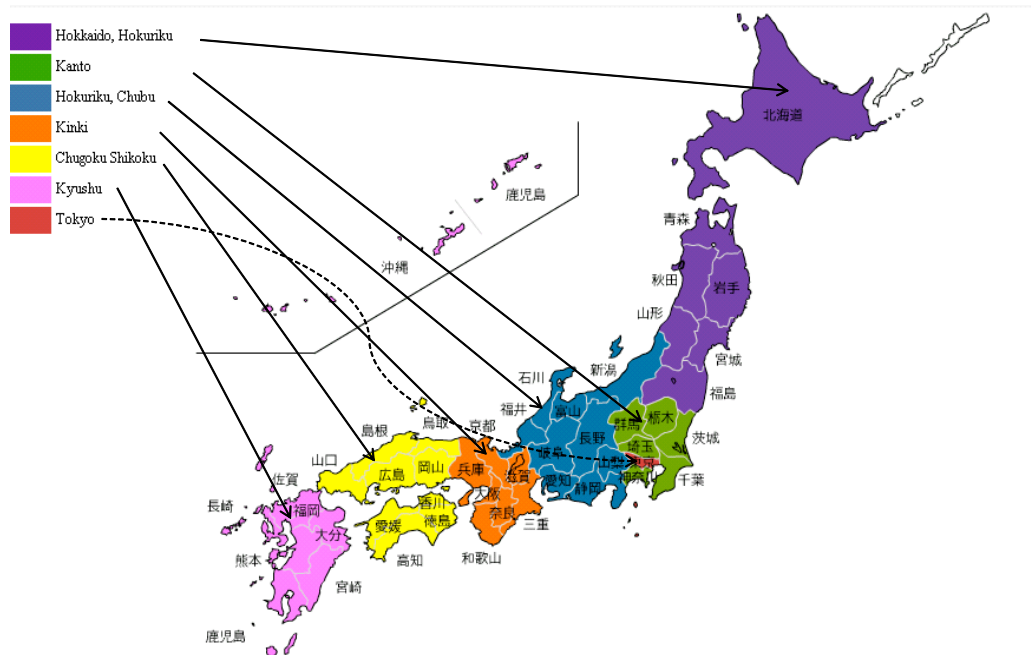 Hokkaido, Hokuriku
Kanto
Hokuriku, Chubu
Kinki
Chugoku Shikoku
Kyushu
Tokyo
北海道
鹿児島
沖縄
青森
秋田
岩手
山形
宮城
福島
新潟
石川
福井
富山
群馬
栃木
茨城
長野
埼玉
岐阜
山梨
東京
神奈川
千葉
愛知
静岡
鳥取
京都
島根
山口
広島
岡山
兵庫
滋賀
大阪
奈良
三重
和歌山
香川
徳島
愛媛
高知
佐賀
福岡
長崎
大分
熊本
宮崎
鹿児島